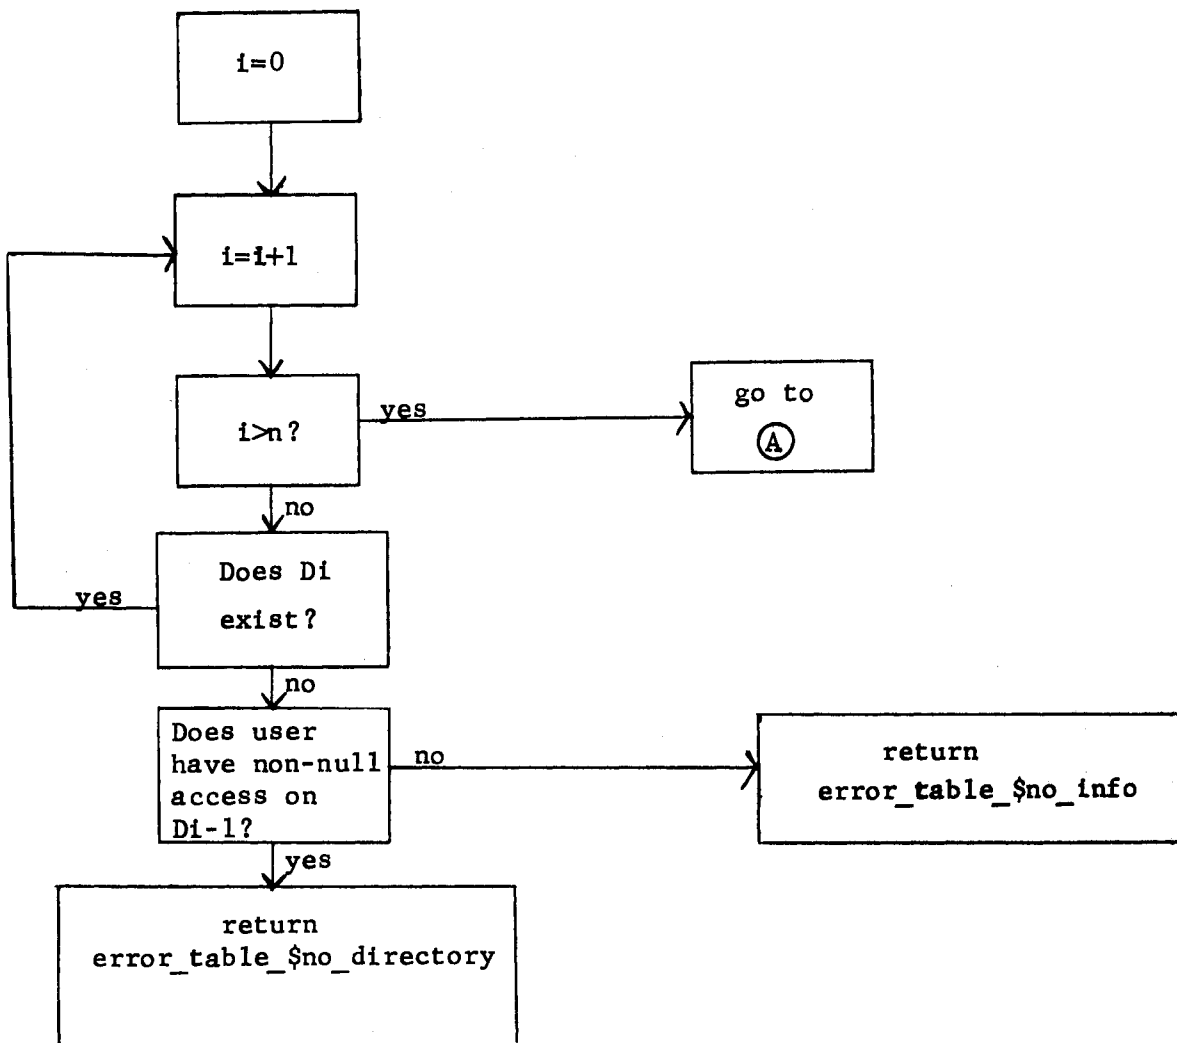 i=0
i=i+1
i>n?
yes
go to
A
no
Does Di
exist?
yes
no
Does user
have non-null
access on
Di-1?
no
return
error_table_$no_info
yes
return
error_table_$no_directory